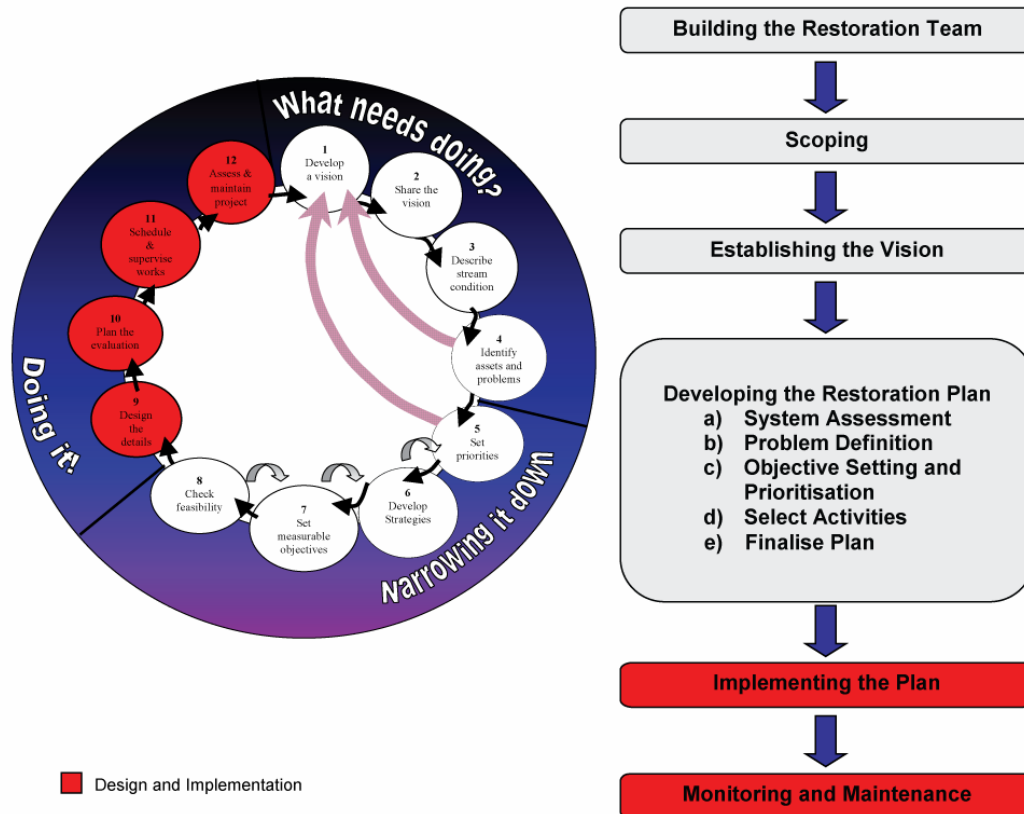 What needs doing?
1
Develop
a vision
2
Share the
vision
3
Describe
stream
condition
4
Identify
assets and
problems
Narrowing it down
5
Set
priorities
6
Develop
Strategies
7
Set
measurable
objectives
8
Check
feasibility
Doing it!
9
Design
the
details
10
Plan the
evaluation
11
Schedule
&
supervise
works
12
Assess &
maintain
project
Design and Implementation
Building the Restoration Team
Scoping
Establishing the Vision
Developing the Restoration Plan
a) System Assessment
b) Problem Definition
c) Objective Setting and
Prioritisation
d) Select Activities
e) Finalise Plan
Implementing the Plan
Monitoring and Maintenance